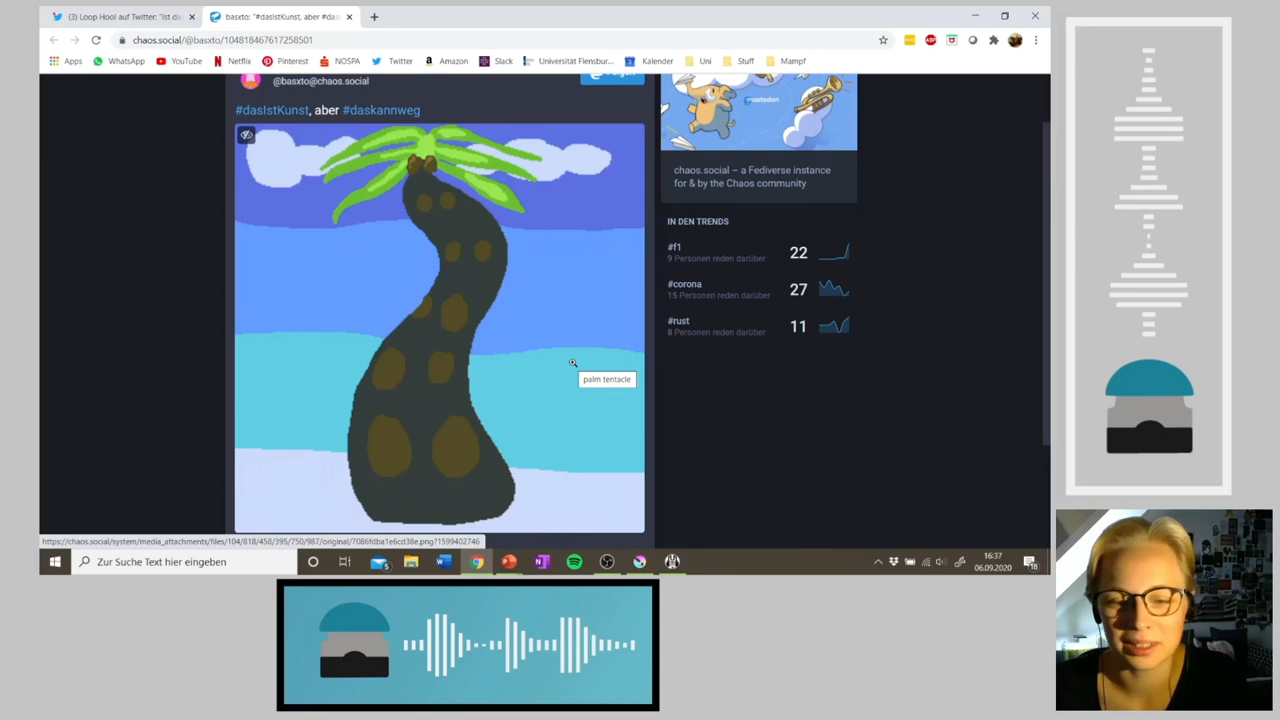 (3) Loop Hool auf Twitter: "Ist da:
basxto: "#dasIstKunst, aber #das
chaos.social/@basxto/104818467617258501
Apps WhatsApp YouTube Netflix Pinterest NOSPA Twitter Amazon Slack Universität Flensbur... Kalender Uni Stuff Mampf
@basxto@chaos.social
#dasIstKunst, aber #daskannweg
palm tentacle
mastodon
chaos.social – a Fediverse instance
for & by the Chaos community
IN DEN TRENDS
#f1
9 Personen reden darüber
22
#corona
15 Personen reden darüber
27
#rust
8 Personen reden darüber
11
https://chaos.social/system/media_attachments/files/104/818/458/395/750/987/original/7086fdba1e6cd38e.png?1599402746
Zur Suche Text hier eingeben
5
16:37
06.09.2020
18